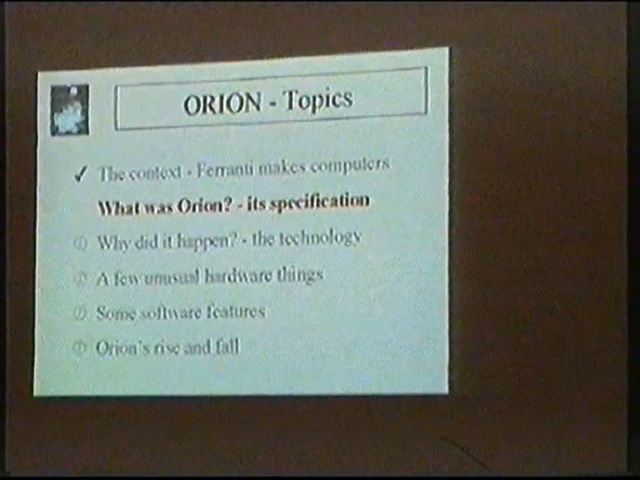 ORION - Topics
✓ The context - Ferranti makes computers
What was Orion? - its specification
Why did it happen? - the technology
A few unusual hardware things
Some software features
Orion's rise and fall